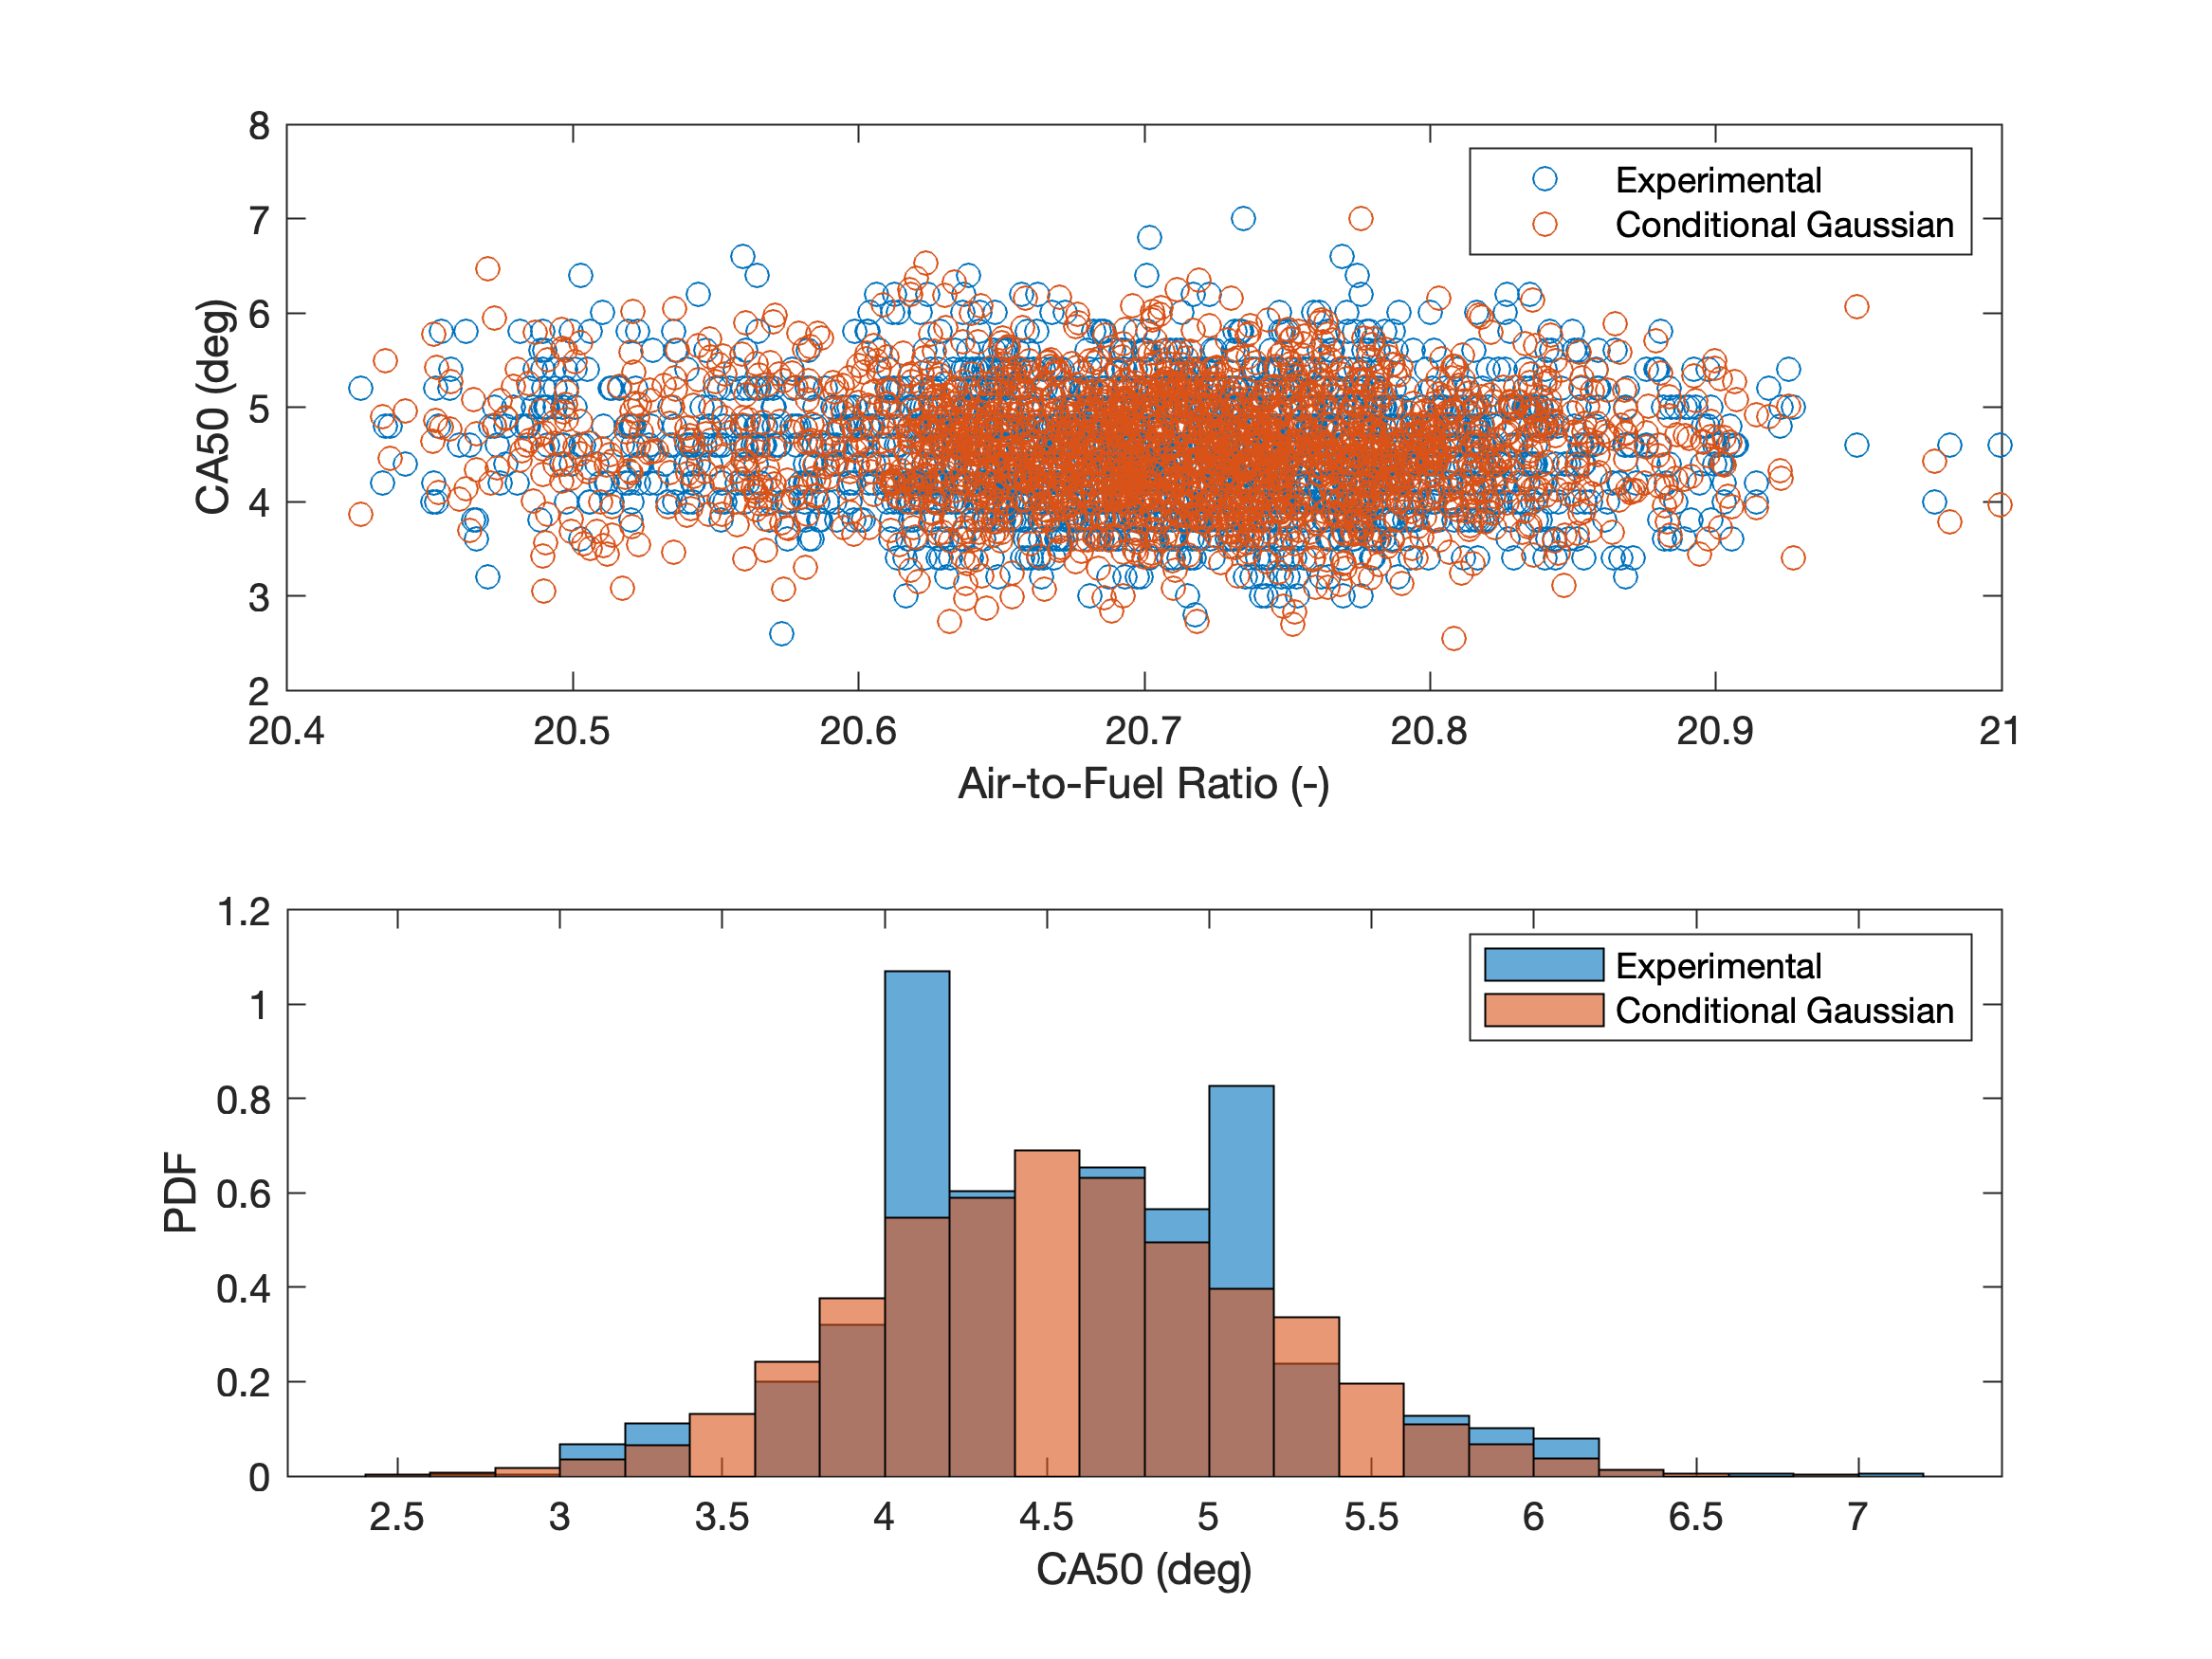 8
7
6
5
4
3
2
CA50 (deg)
Experimental
Conditional Gaussian
20.4 20.5 20.6 20.7 20.8 20.9 21
Air-to-Fuel Ratio (-)
1.2
1
0.8
0.6
0.4
0.2
0
PDF
Experimental
Conditional Gaussian
2.5 3 3.5 4 4.5 5 5.5 6 6.5 7
CA50 (deg)